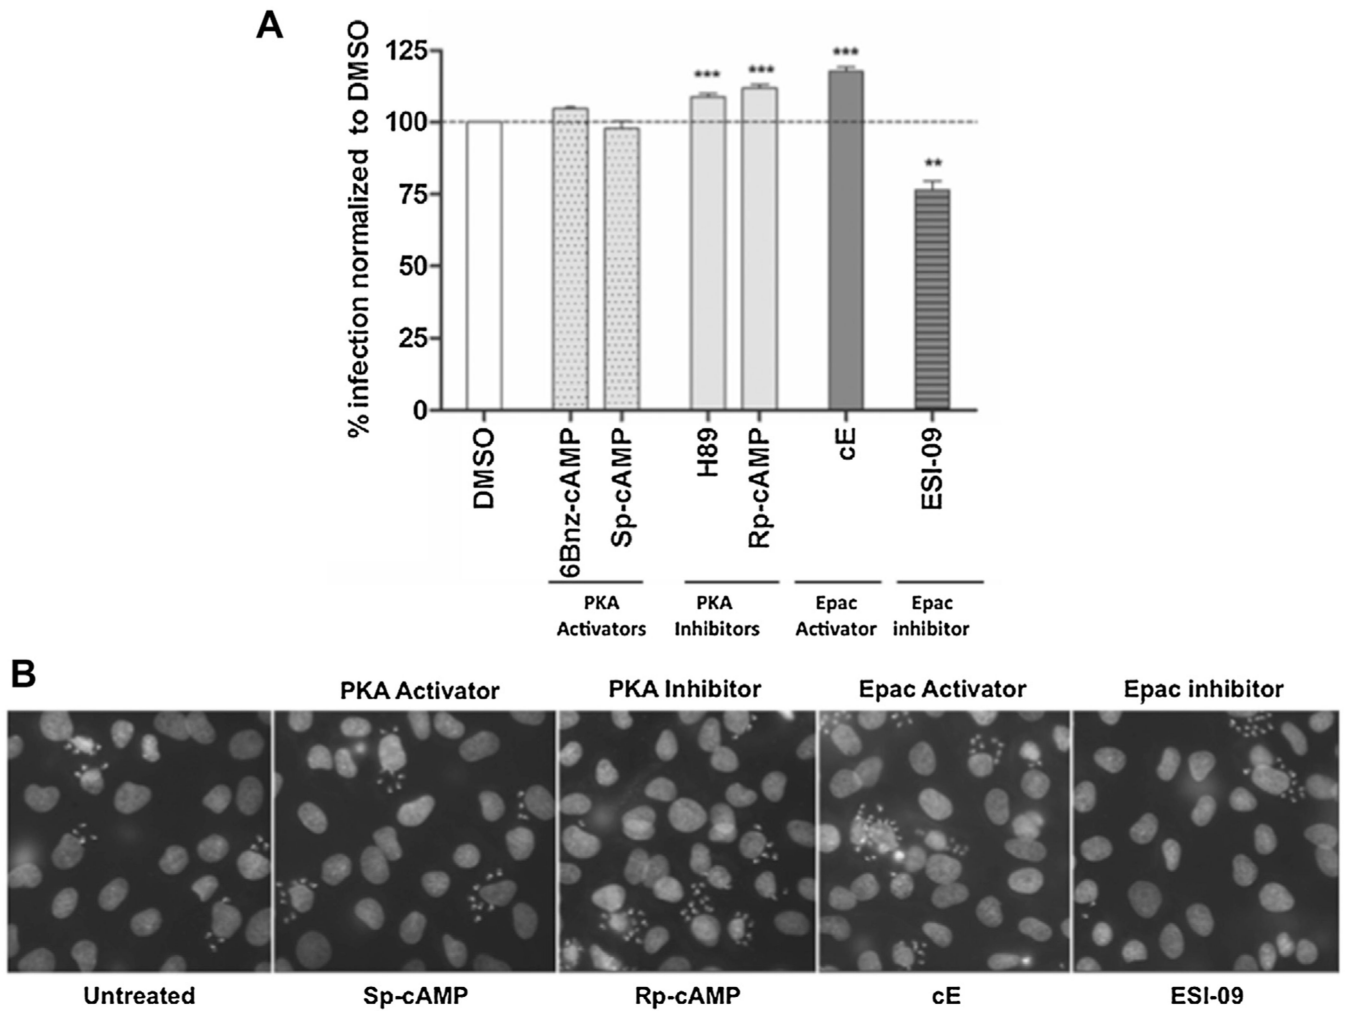 A
% infection normalized to DMSO
125
100
75
50
25
0
***
***
***
**
DMSO
6Bnz-cAMP
Sp-cAMP
H89
Rp-cAMP
cE
ESI-09
PKA
Activators
PKA
Inhibitors
Epac
Activator
Epac
inhibitor
B
PKA Activator
PKA Inhibitor
Epac Activator
Epac inhibitor
Untreated
Sp-cAMP
Rp-cAMP
cE
ESI-09